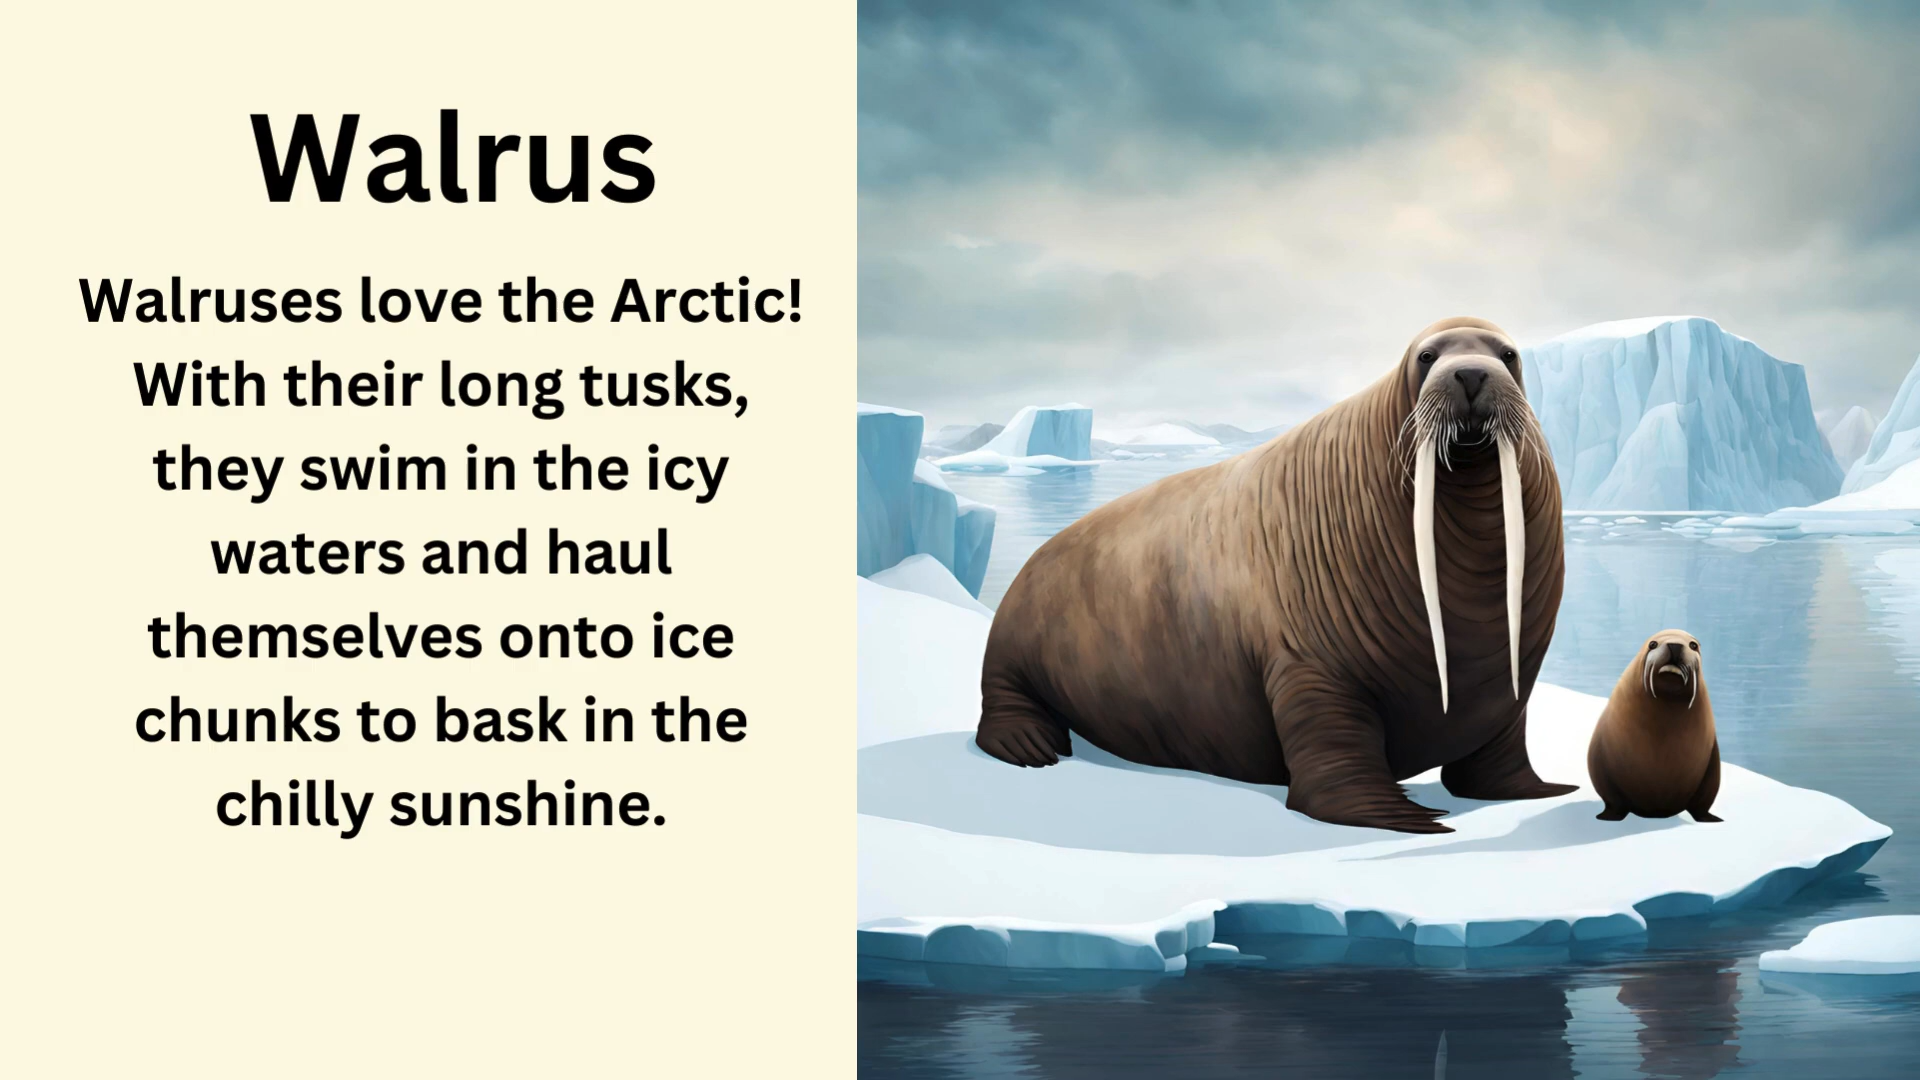 Walrus
Walruses love the Arctic!
With their long tusks,
they swim in the icy
waters and haul
themselves onto ice
chunks to bask in the
chilly sunshine.